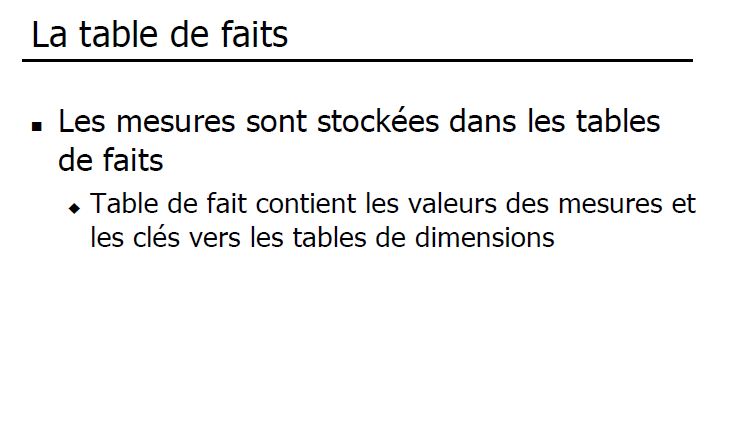 La table de faits
Les mesures sont stockées dans les tables
de faits
Table de fait contient les valeurs des mesures et
les clés vers les tables de dimensions